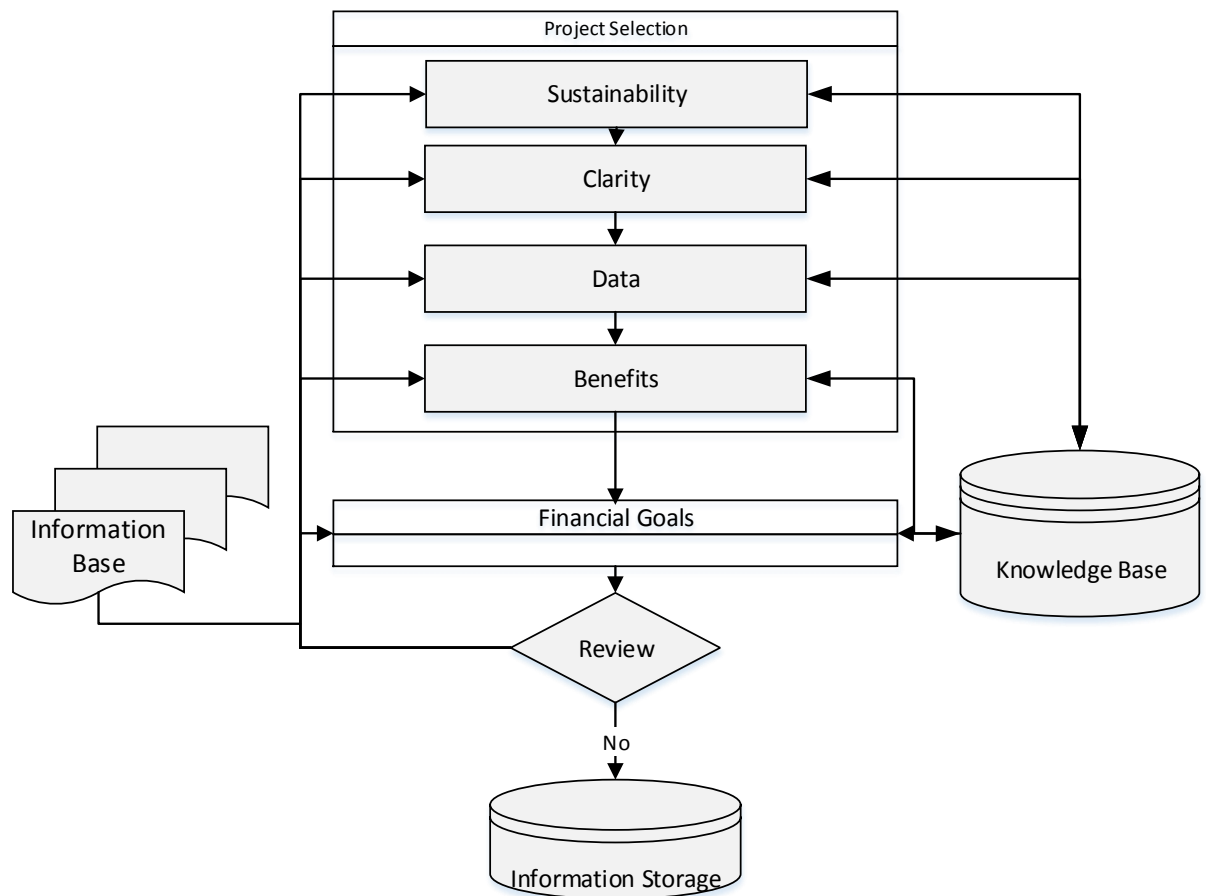 Project Selection
Sustainability
Clarity
Data
Benefits
Financial Goals
Information
Base
Knowledge Base
Review
No
Information Storage